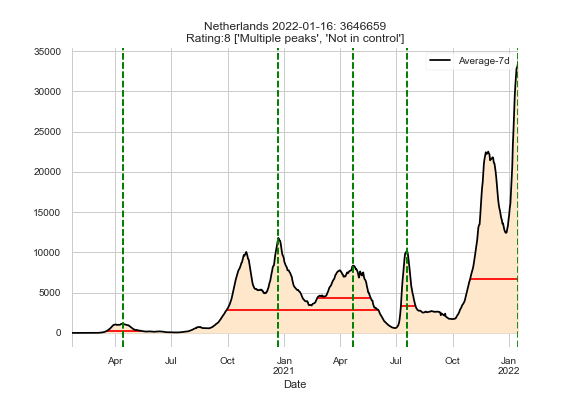 Netherlands 2022-01-16: 3646659
Rating:8 ['Multiple peaks', 'Not in control']
Average-7d
35000
30000
25000
20000
15000
10000
5000
0
Apr
Jul
Oct
Jan
2021
Apr
Jul
Oct
Jan
2022
Date